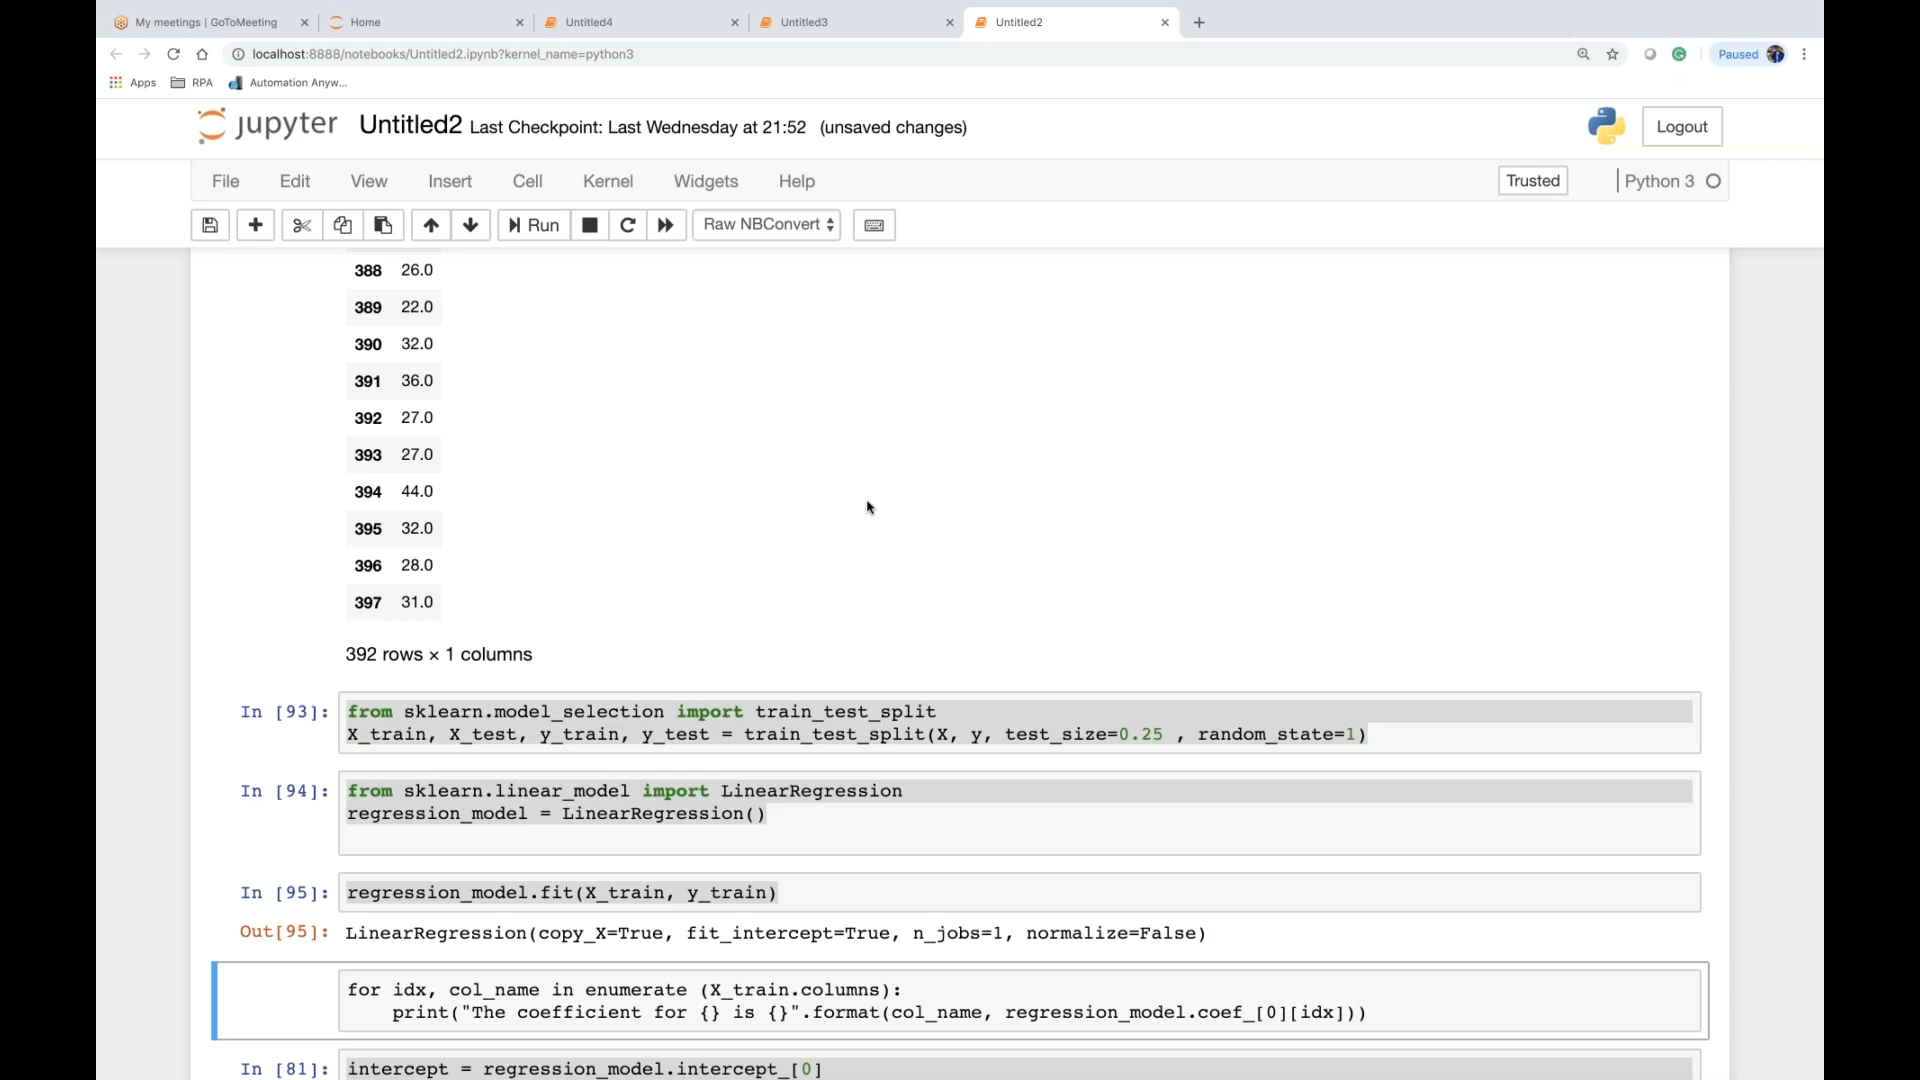 My meetings | GoToMeeting
Home
Untitled4
Untitled3
Untitled2
localhost:8888/notebooks/Untitled2.ipynb?kernel_name=python3
Paused
Apps
RPA
Automation Anyw...
jupyter
Untitled2 Last Checkpoint: Last Wednesday at 21:52 (unsaved changes)
Logout
File Edit View Insert Cell Kernel Widgets Help
Trusted
Python 3
Run
Raw NBConvert
388 26.0
389 22.0
390 32.0
391 36.0
392 27.0
393 27.0
394 44.0
395 32.0
396 28.0
397 31.0
392 rows × 1 columns
In [93]: from sklearn.model_selection import train_test_split
X_train, X_test, y_train, y_test = train_test_split(X, y, test_size=0.25 , random_state=1)
In [94]: from sklearn.linear_model import LinearRegression
regression_model = LinearRegression()
In [95]: regression_model.fit(X_train, y_train)
Out[95]: LinearRegression(copy_X=True, fit_intercept=True, n_jobs=1, normalize=False)
for idx, col_name in enumerate (X_train.columns):
    print("The coefficient for {} is {}".format(col_name, regression_model.coef_[0][idx]))
In [81]: intercept = regression_model.intercept_[0]